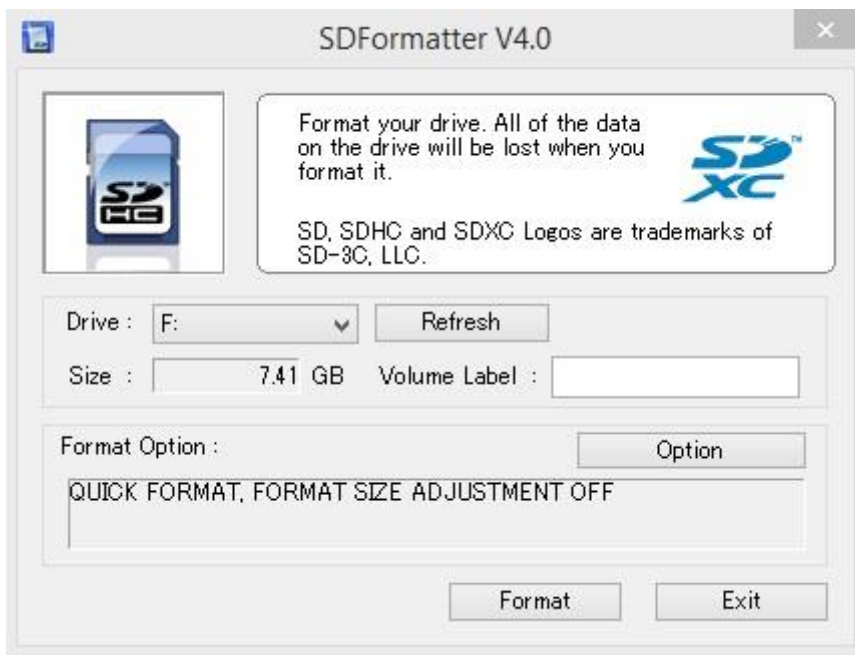 SDFormatter V4.0
Format your drive. All of the data
on the drive will be lost when you
format it.
SD, SDHC and SDXC Logos are trademarks of
SD-3C, LLC.
SD
HC
SD™
XC
Drive : F: Refresh
Size : 7.41 GB Volume Label :
Format Option :
Option
QUICK FORMAT, FORMAT SIZE ADJUSTMENT OFF
Format Exit